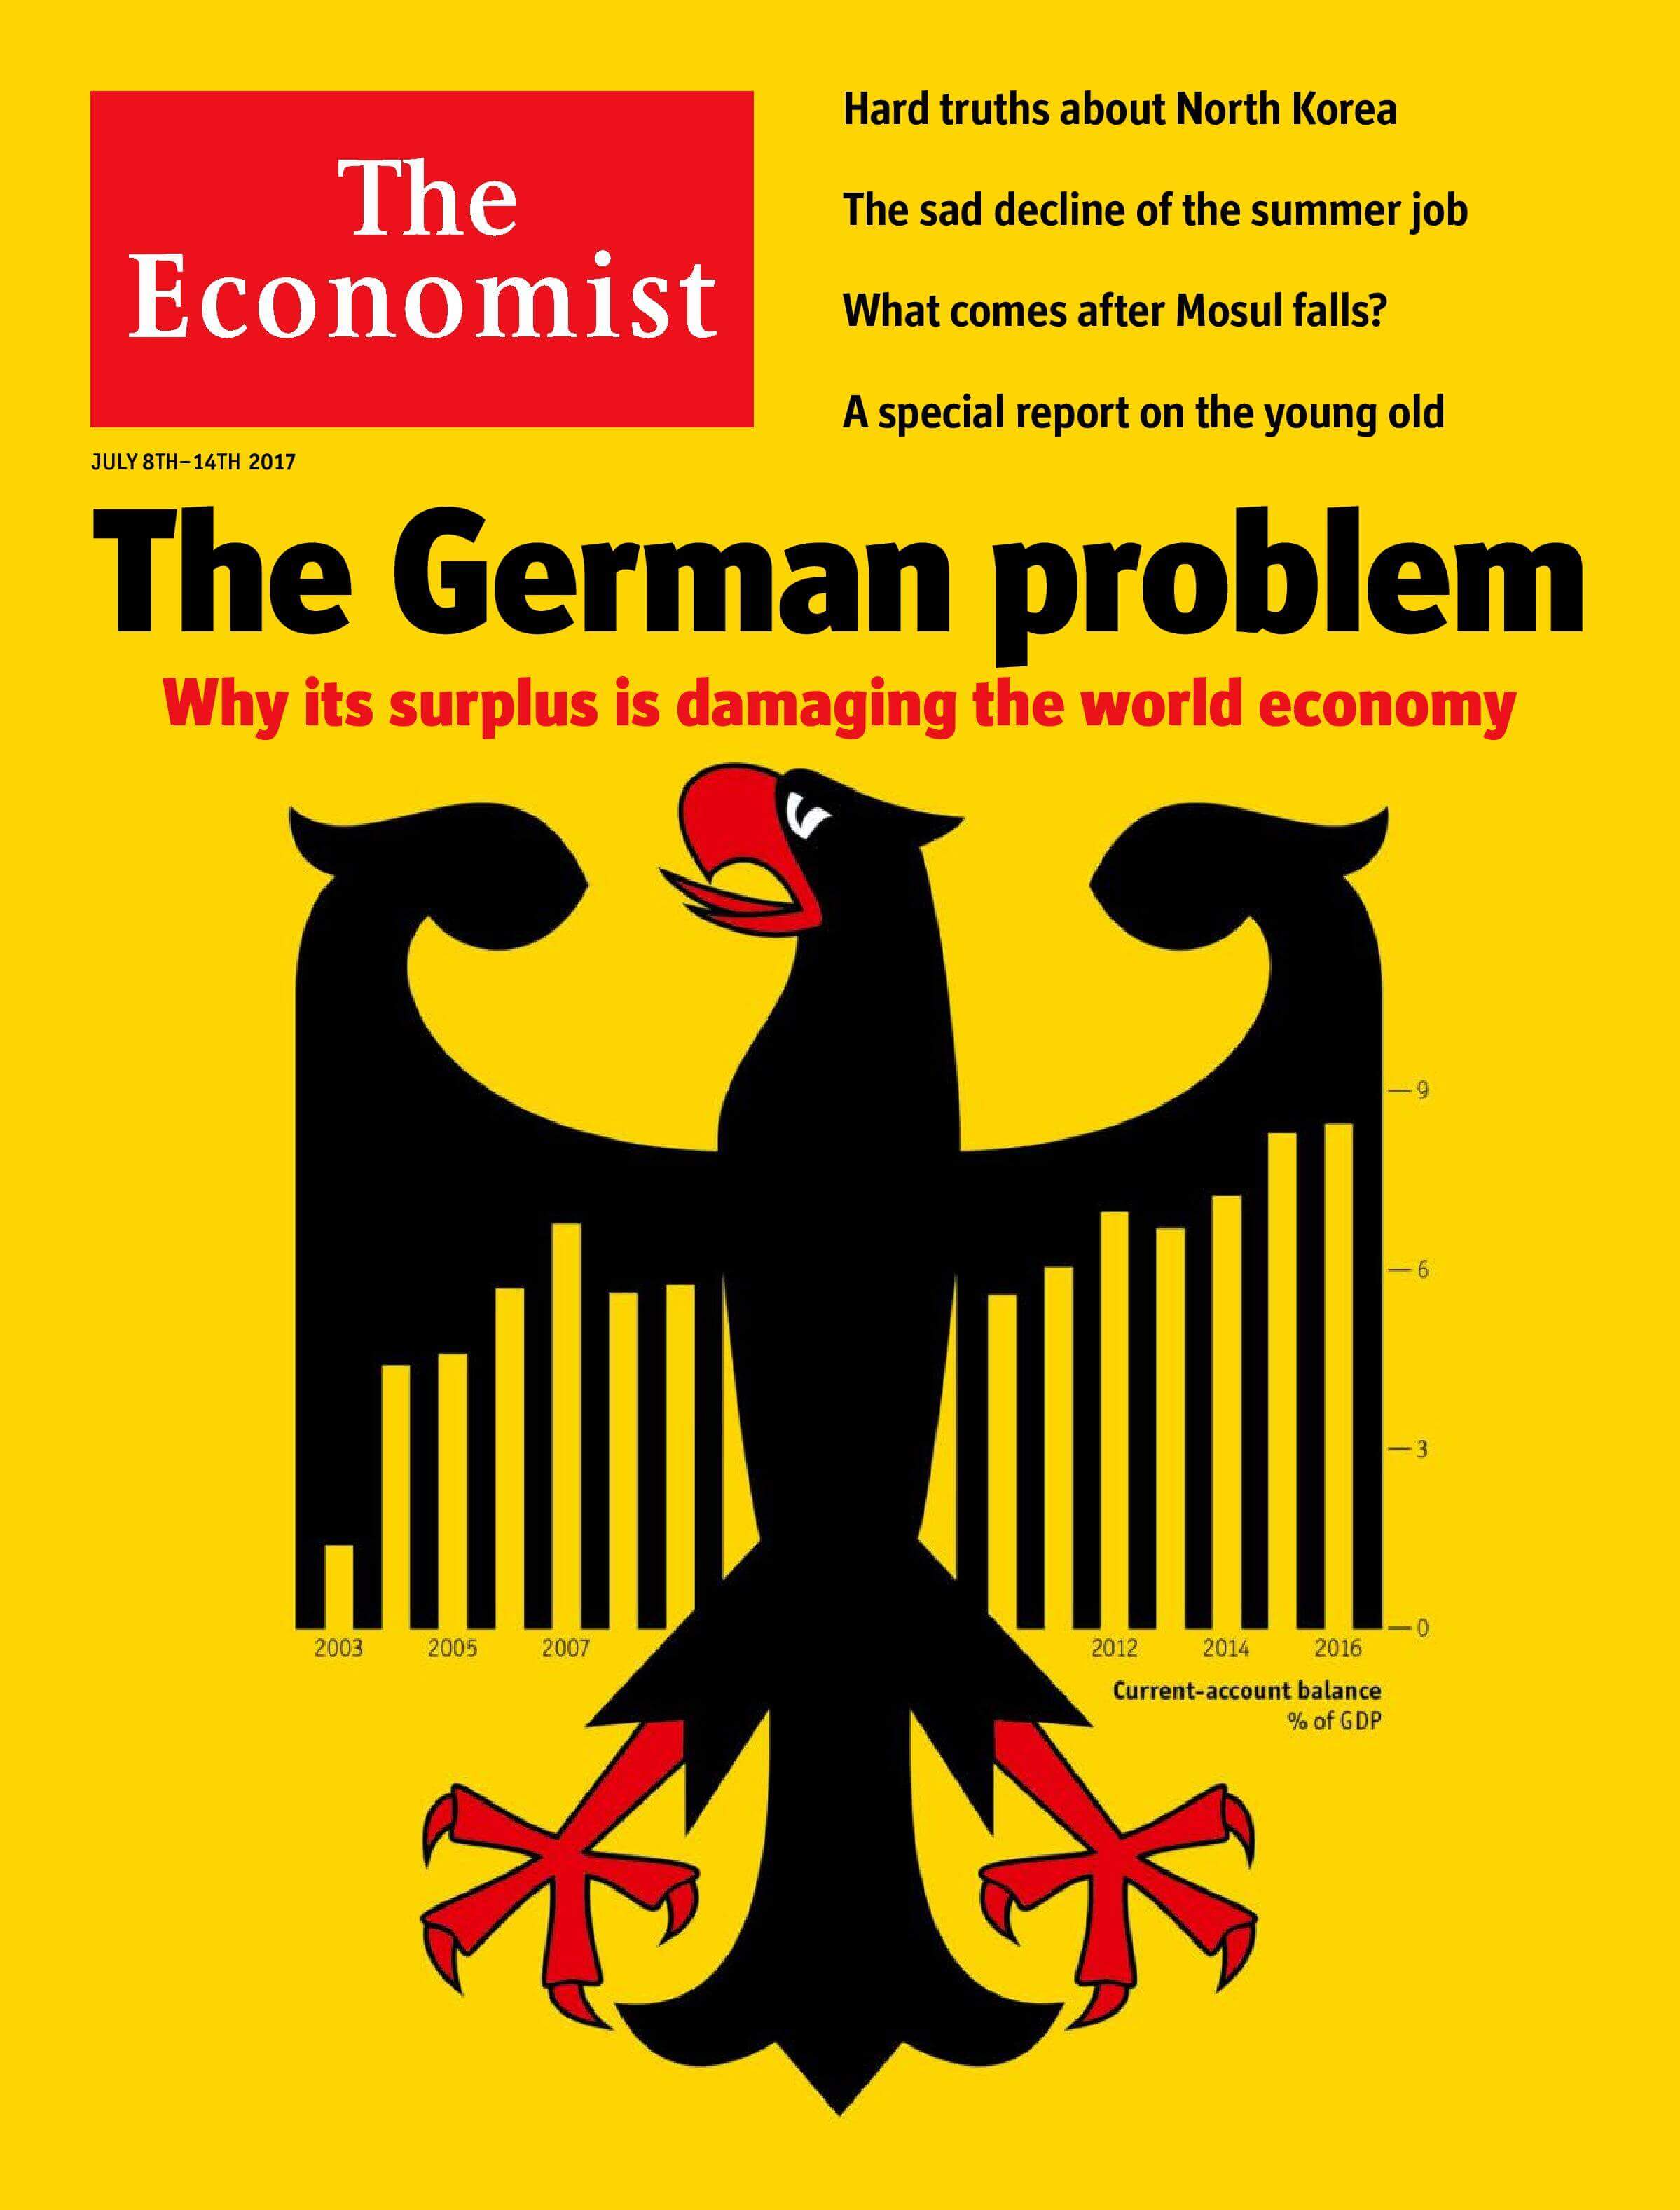 The
Economist
JULY 8TH–14TH 2017
Hard truths about North Korea
The sad decline of the summer job
What comes after Mosul falls?
A special report on the young old
The German problem
Why its surplus is damaging the world economy
9
6
3
0
2003 2005 2007 2012 2014 2016
Current-account balance
% of GDP